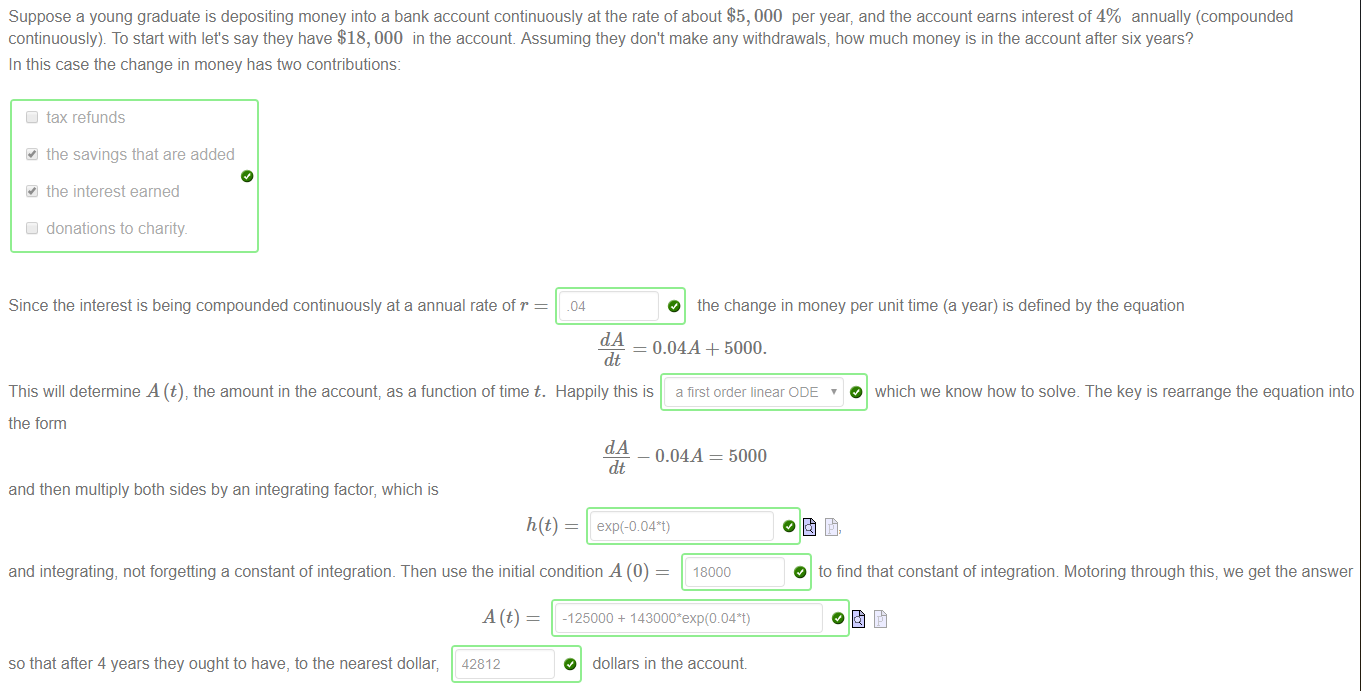 Suppose a young graduate is depositing money into a bank account continuously at the rate of about $5,000 per year, and the account earns interest of 4% annually (compounded
continuously). To start with let's say they have $18,000 in the account. Assuming they don't make any withdrawals, how much money is in the account after six years?
In this case the change in money has two contributions:
tax refunds
the savings that are added
the interest earned
donations to charity.
Since the interest is being compounded continuously at a annual rate of r = .04 the change in money per unit time (a year) is defined by the equation
dA/dt = 0.04A + 5000.
This will determine A (t), the amount in the account, as a function of time t. Happily this is a first order linear ODE which we know how to solve. The key is rearrange the equation into
the form
dA/dt − 0.04A = 5000
and then multiply both sides by an integrating factor, which is
h(t) = exp(-0.04*t) ,
and integrating, not forgetting a constant of integration. Then use the initial condition A (0) = 18000 to find that constant of integration. Motoring through this, we get the answer
A (t) = -125000 + 143000*exp(0.04*t)
so that after 4 years they ought to have, to the nearest dollar, 42812 dollars in the account.